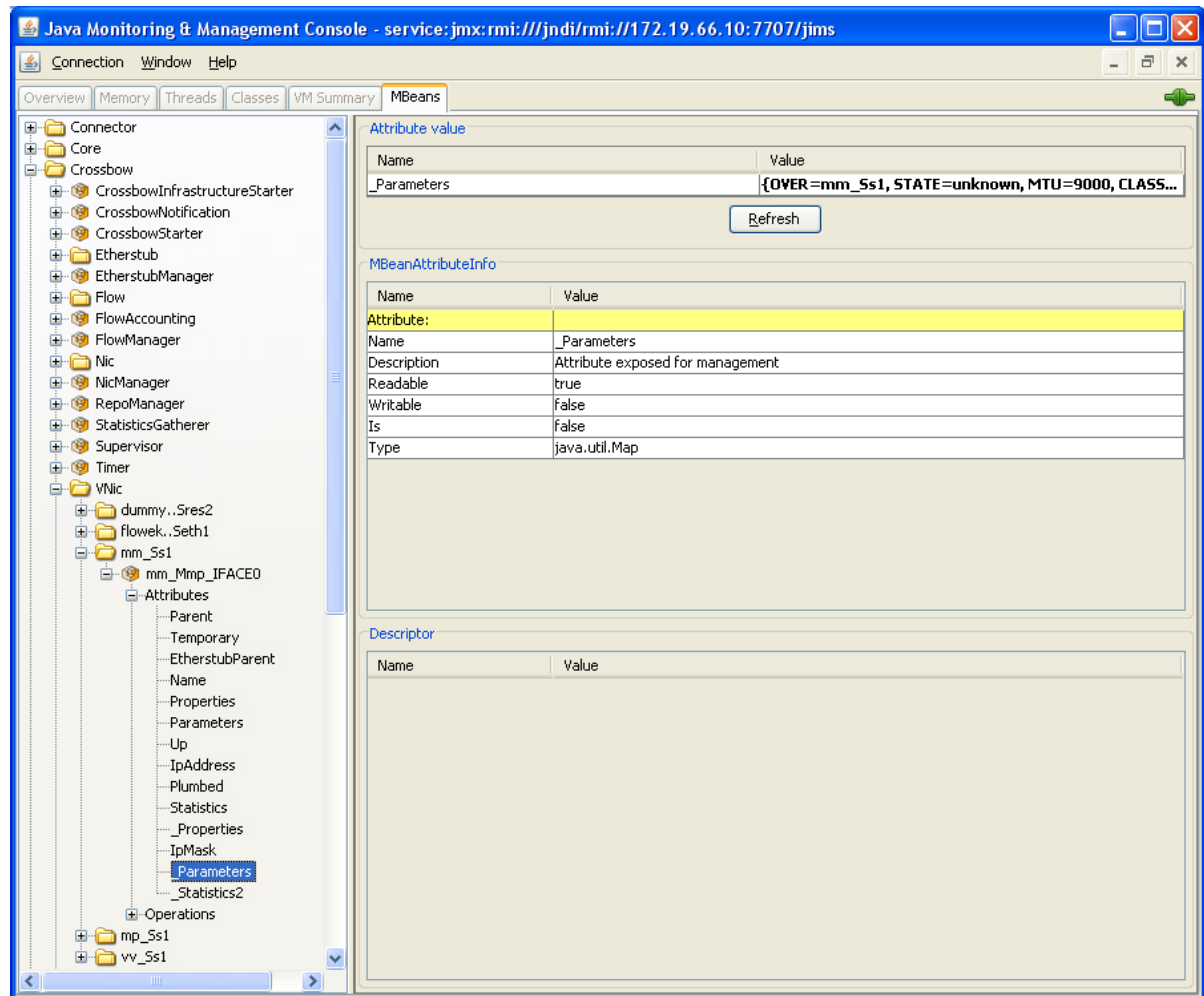 Java Monitoring & Management Console - service:jmx:rmi:///jndi/rmi://172.19.66.10:7707/jims
Connection Window Help
Overview Memory Threads Classes VM Summary MBeans
Connector
Core
Crossbow
CrossbowInfrastructureStarter
CrossbowNotification
CrossbowStarter
Etherstub
EtherstubManager
Flow
FlowAccounting
FlowManager
Nic
NicManager
RepoManager
StatisticsGatherer
Supervisor
Timer
VNic
dummy..Sres2
flowek..Seth1
mm_Ss1
mm_Mmp_IFACE0
Attributes
Parent
Temporary
EtherstubParent
Name
Properties
Parameters
Up
IpAddress
Plumbed
Statistics
_Properties
IpMask
_Parameters
_Statistics2
Operations
mp_Ss1
vv_Ss1
Attribute value
Name Value
_Parameters {OVER=mm_Ss1, STATE=unknown, MTU=9000, CLASS...
Refresh
MBeanAttributeInfo
Name Value
Attribute:
Name _Parameters
Description Attribute exposed for management
Readable true
Writable false
Is false
Type java.util.Map
Descriptor
Name Value